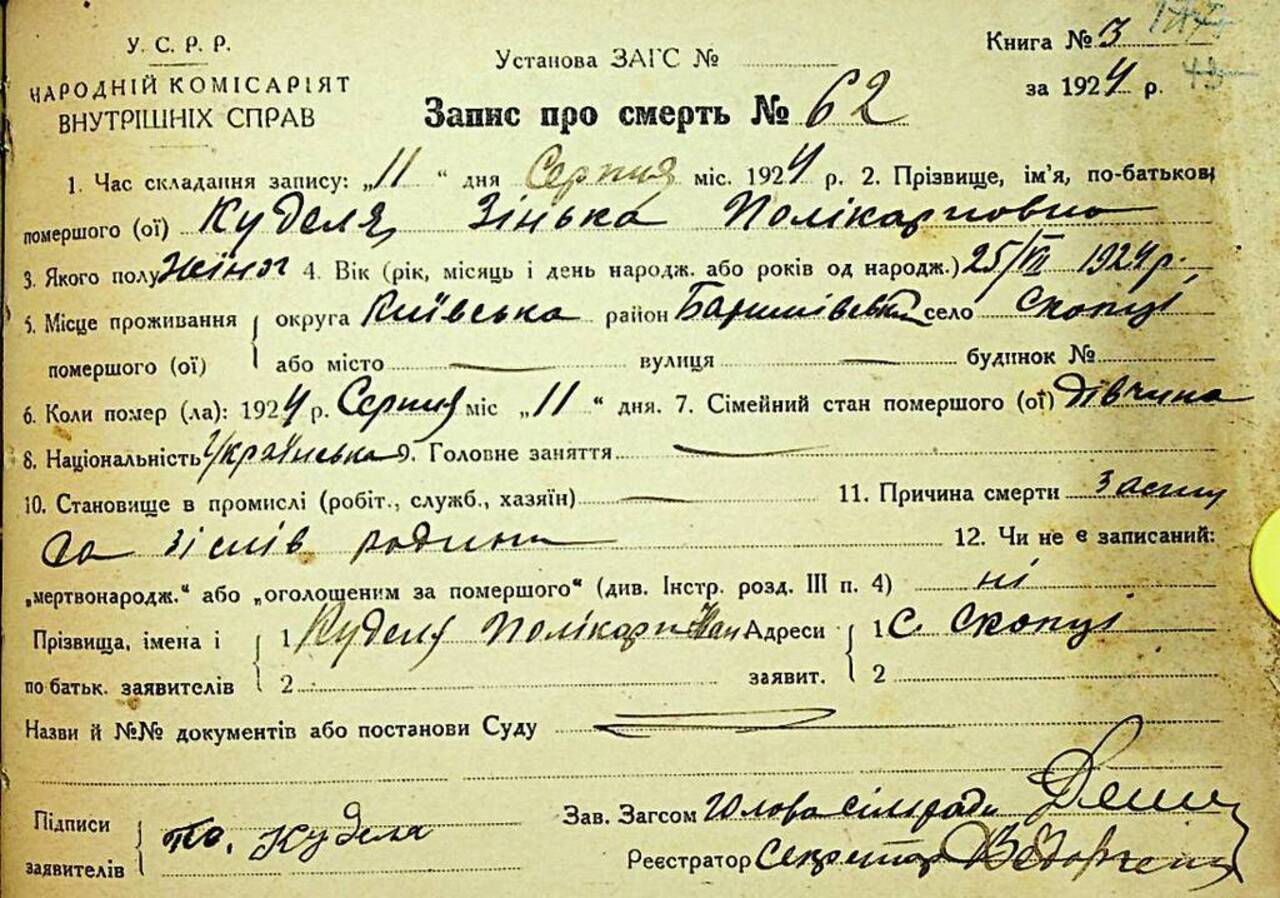 У. С. Р. Р.
НАРОДНІЙ КОМІСАРІЯТ
ВНУТРІШНІХ СПРАВ
Установа ЗАГС №
Книга № 3
за 1924 р.
Запис про смерть № 62
1. Час складання запису: „11“ дня Серпня міс. 1924 р. 2. Прізвище, ім'я, по-батькові
помершого (ої) Куделя, Зінька Полікарповна
3. Якого полу Жіноч 4. Вік (рік, місяць і день народж. або років од народж.) 25/VII 1924 р.
5. Місце проживання округа Київська район Баришівський село Скопці
помершого (ої) або місто вулиця будинок №
6. Коли помер (ла): 1924 р. Серпня міс „11“ дня. 7. Сімейний стан помершого (ої) дівчина
8. Національність Українська 9. Головне заняття
10. Становище в промислі (робіт., служб., хазяїн) 11. Причина смерти
12. Чи не є записаний:
„мертвонародж.“ або „оголошеним за помершого“ (див. Інстр. розд. III п. 4) ні
Прізвища, імена і 1 Куделя Полікарп Адреси 1 С. Скопці
по батьк. заявителів 2 заявит. 2
Назви й №№ документів або постанови Суду
Підписи
заявителів Куделя
Зав. Загсом Голова сільради
Реєстратор Секретар